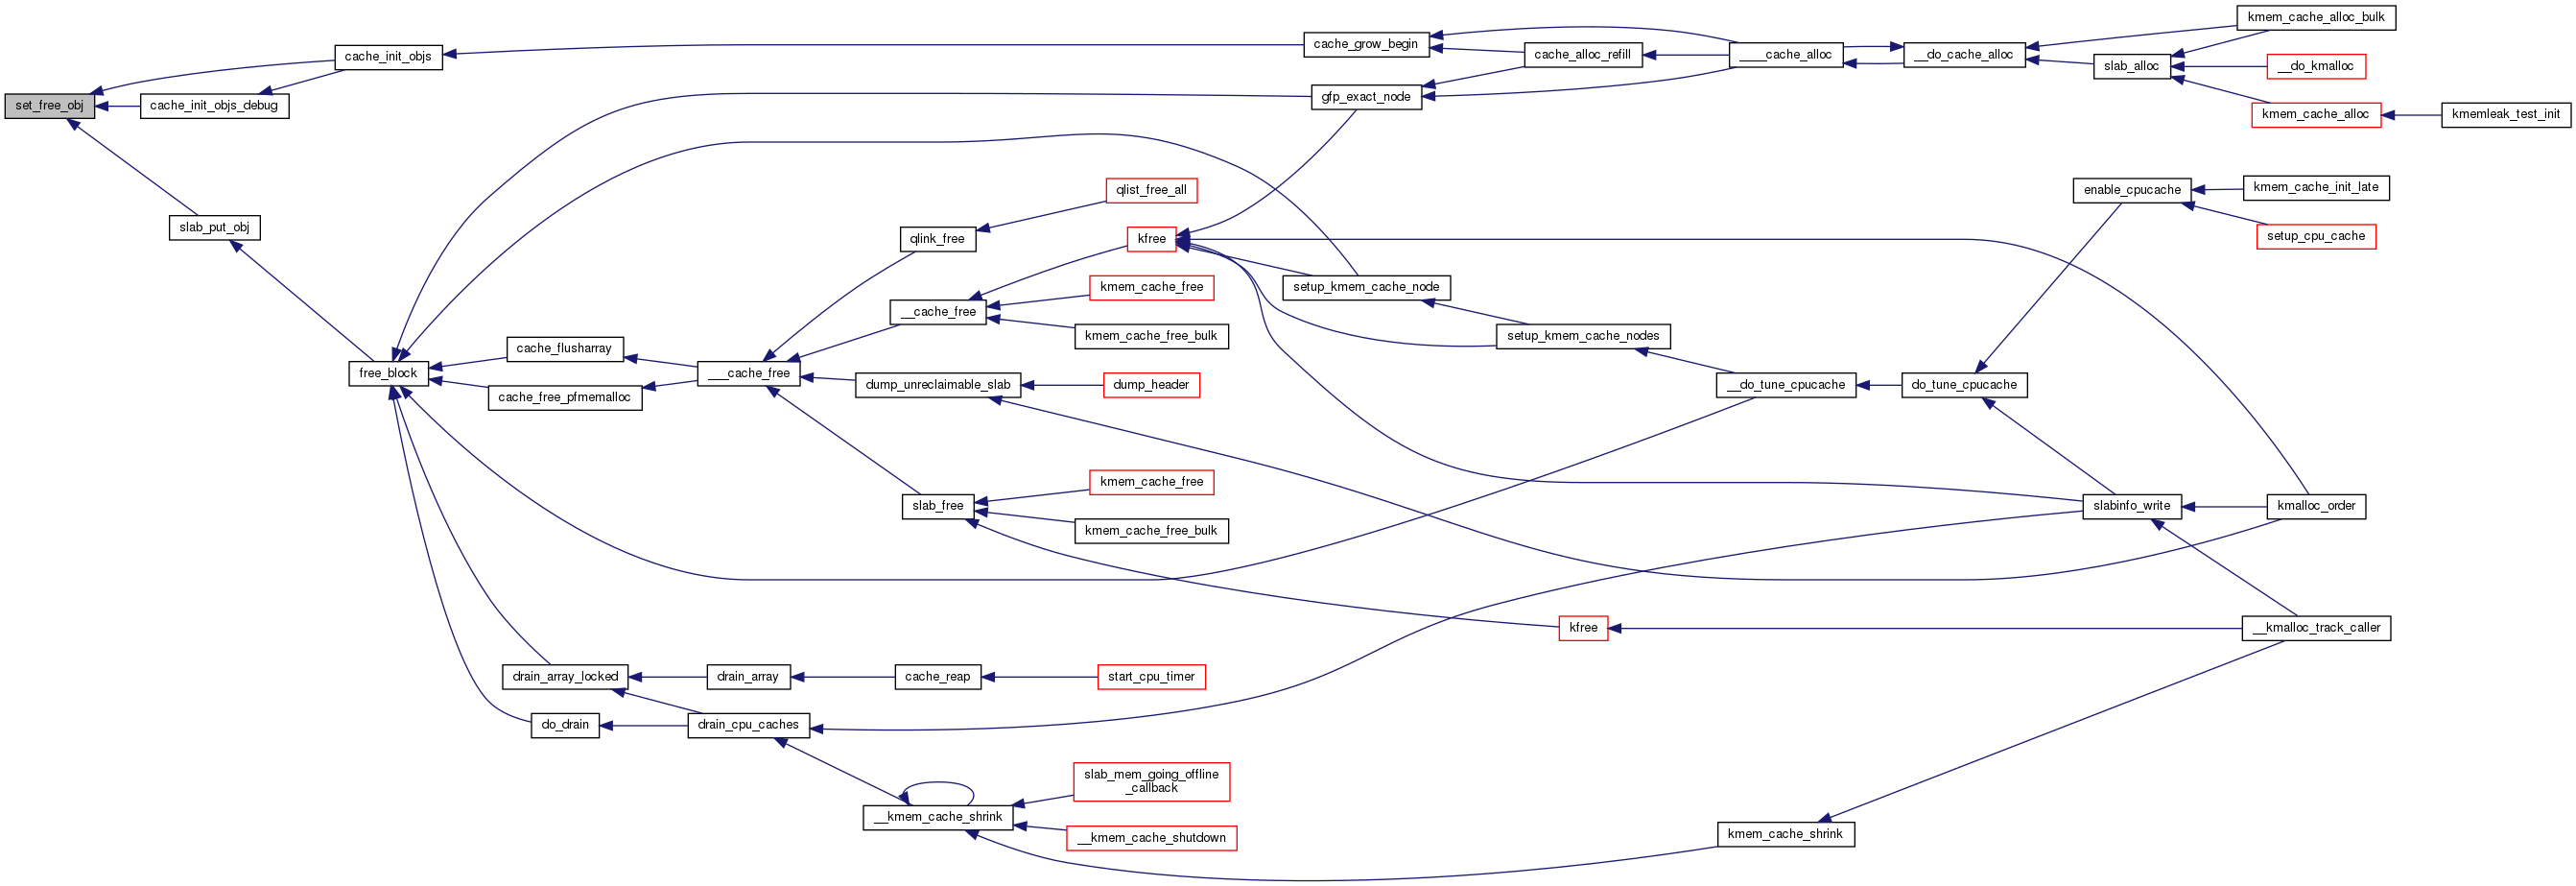 kmem_cache_alloc_bulk
cache_grow_begin
cache_init_objs
cache_alloc_refill
____cache_alloc
__do_cache_alloc
slab_alloc
__do_kmalloc
gfp_exact_node
set_free_obj
cache_init_objs_debug
kmem_cache_alloc
kmemleak_test_init
qlist_free_all
enable_cpucache
kmem_cache_init_late
slab_put_obj
qlink_free
kfree
setup_cpu_cache
kmem_cache_free
setup_kmem_cache_node
__cache_free
kmem_cache_free_bulk
setup_kmem_cache_nodes
cache_flusharray
free_block
___cache_free
dump_unreclaimable_slab
dump_header
__do_tune_cpucache
do_tune_cpucache
cache_free_pfmemalloc
kmem_cache_free
slab_free
slabinfo_write
kmalloc_order
kmem_cache_free_bulk
kfree
__kmalloc_track_caller
drain_array_locked
drain_array
cache_reap
start_cpu_timer
do_drain
drain_cpu_caches
slab_mem_going_offline
_callback
__kmem_cache_shrink
__kmem_cache_shutdown
kmem_cache_shrink